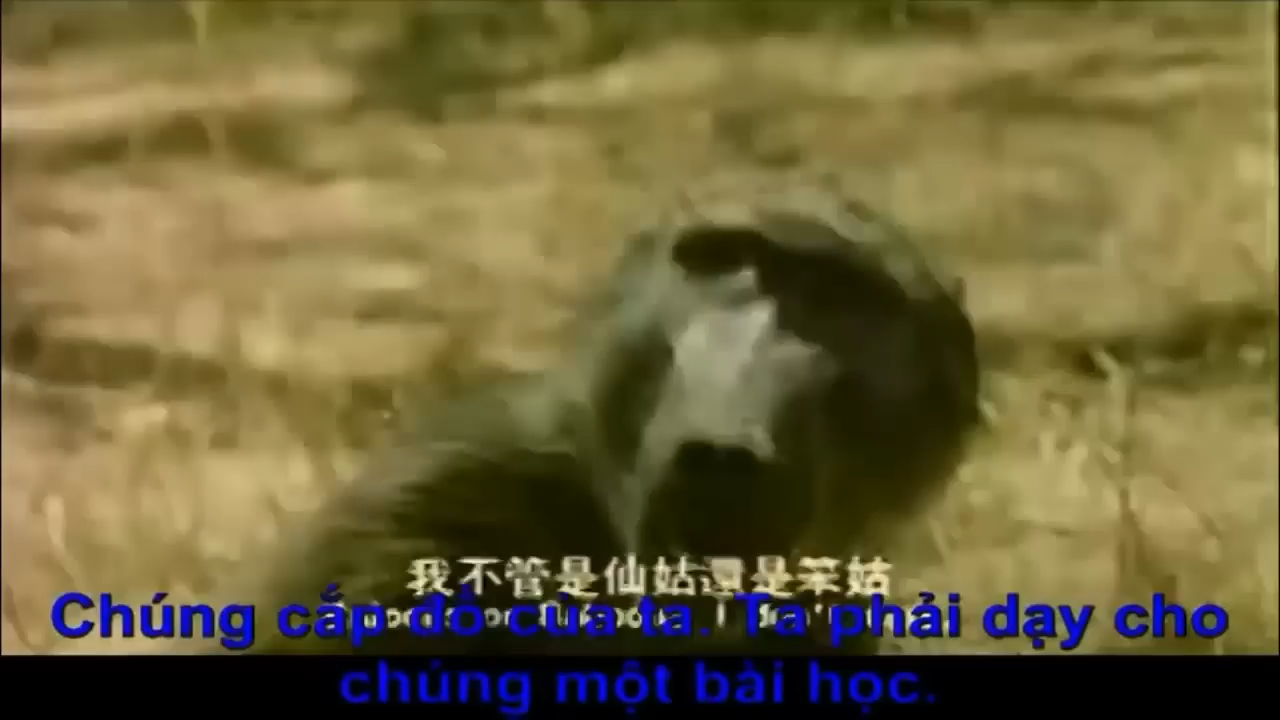 我不管是仙姑還是笨姑
Chúng cắp đồ của ta. Ta phải dạy cho
chúng một bài học.